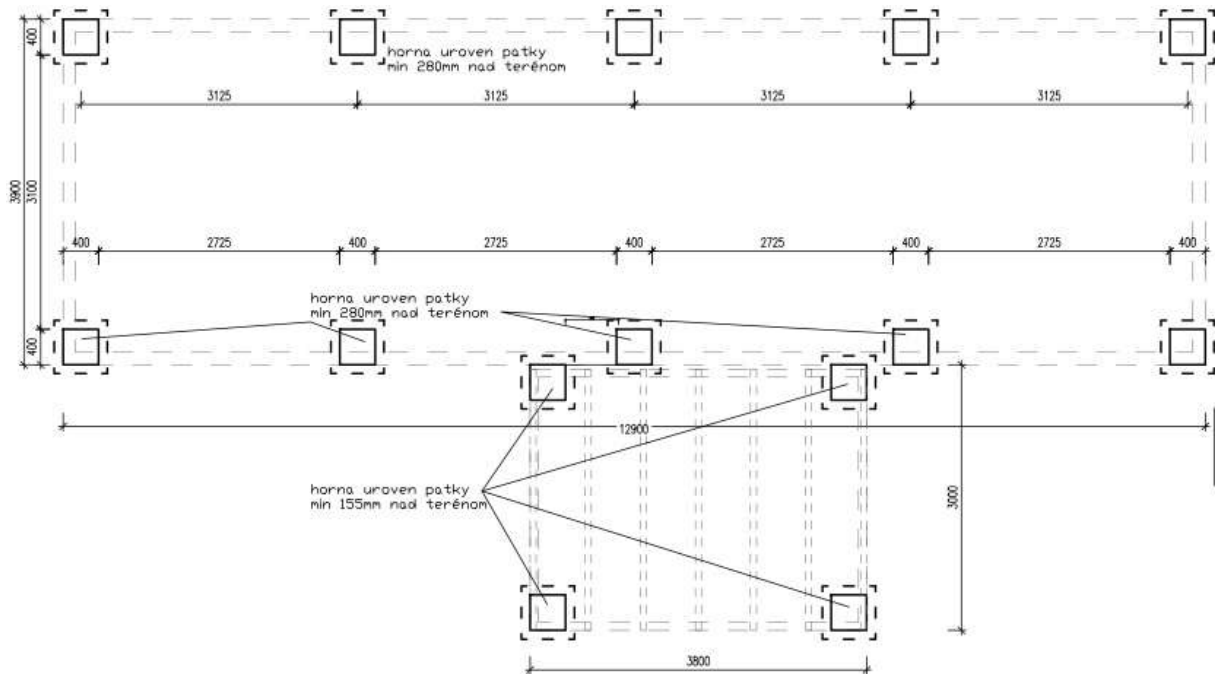 400
horna uroven patky
min 280mm nad terénom
3125 3125 3125 3125
3900
3100
400 2725 400 2725 400 2725 400 2725 400
horna uroven patky
min 280mm nad terénom
400
12900
horna uroven patky
min 155mm nad terénom
3000
3800